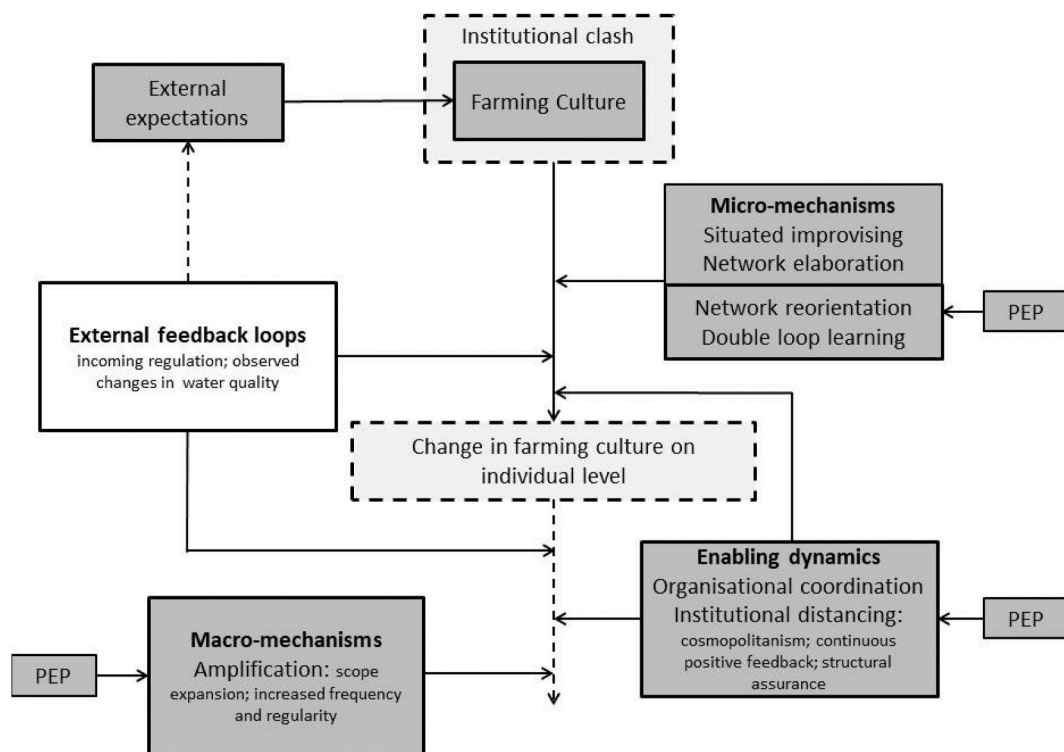 Institutional clash
Farming Culture
External
expectations
Micro-mechanisms
Situated improvising
Network elaboration
Network reorientation
Double loop learning
PEP
External feedback loops
incoming regulation; observed
changes in water quality
Change in farming culture on
individual level
Enabling dynamics
Organisational coordination
Institutional distancing:
cosmopolitanism; continuous
positive feedback; structural
assurance
PEP
Macro-mechanisms
Amplification: scope
expansion; increased frequency
and regularity
PEP